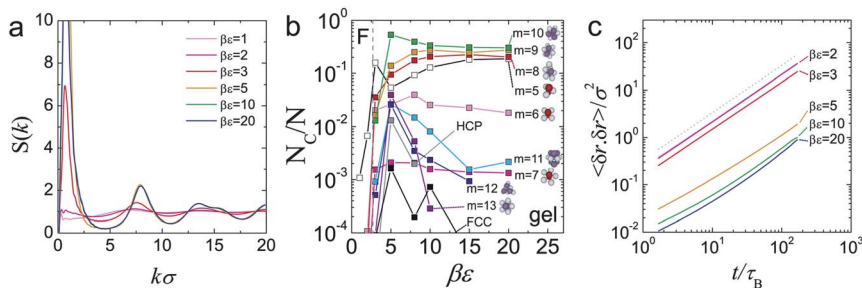 a
S(k)
10
8
6
4
2
0
0 5 10 15 20
kσ
βε=1
βε=2
βε=3
βε=5
βε=10
βε=20
b
N_C/N
10^0
10^-1
10^-2
10^-3
10^-4
0 5 10 15 20 25
βε
F
m=10
m=9
m=8
m=5
m=6
HCP
m=11
m=7
m=12
m=13
FCC
gel
c
<δr.δr>/σ^2
10^2
10^1
10^0
10^-1
10^-2
10^0 10^1 10^2 10^3
t/τ_B
βε=2
βε=3
βε=5
βε=10
βε=20